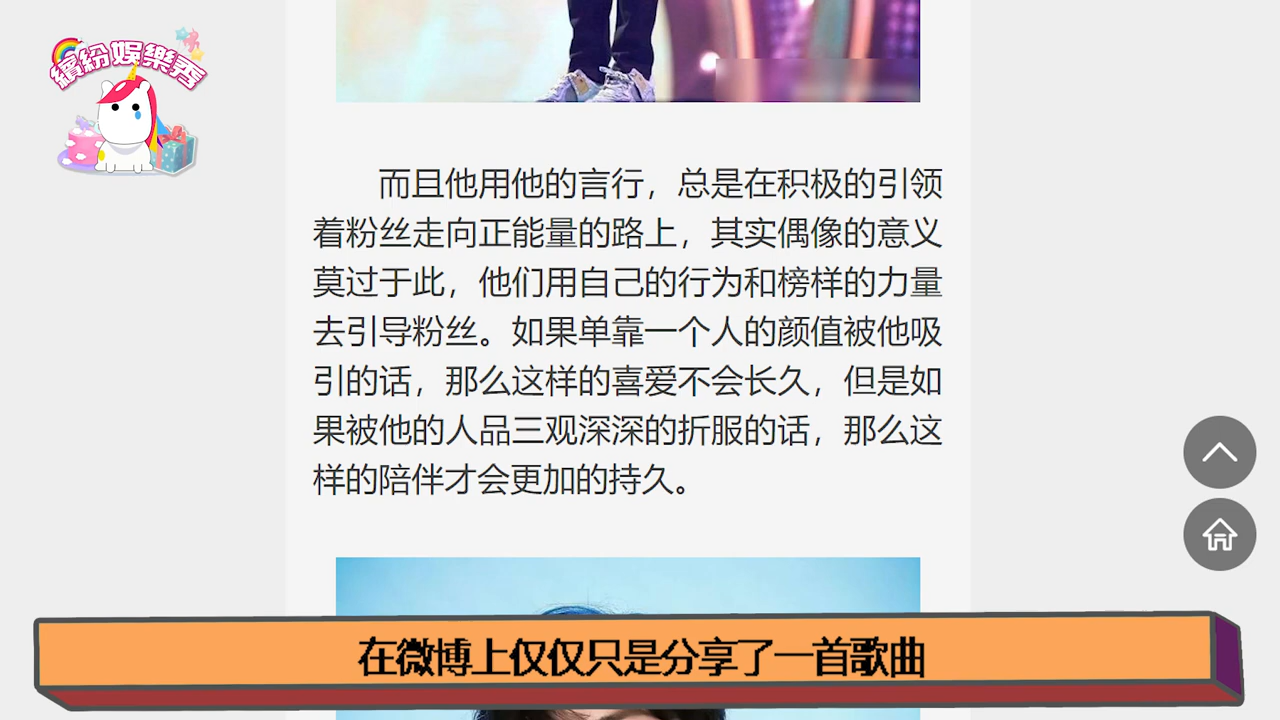 繽紛娛樂秀
而且他用他的言行，总是在积极的引领
着粉丝走向正能量的路上，其实偶像的意义
莫过于此，他们用自己的行为和榜样的力量
去引导粉丝。如果单靠一个人的颜值被他吸
引的话，那么这样的喜爱不会长久，但是如
果被他的人品三观深深的折服的话，那么这
样的陪伴才会更加的持久。
在微博上仅仅只是分享了一首歌曲